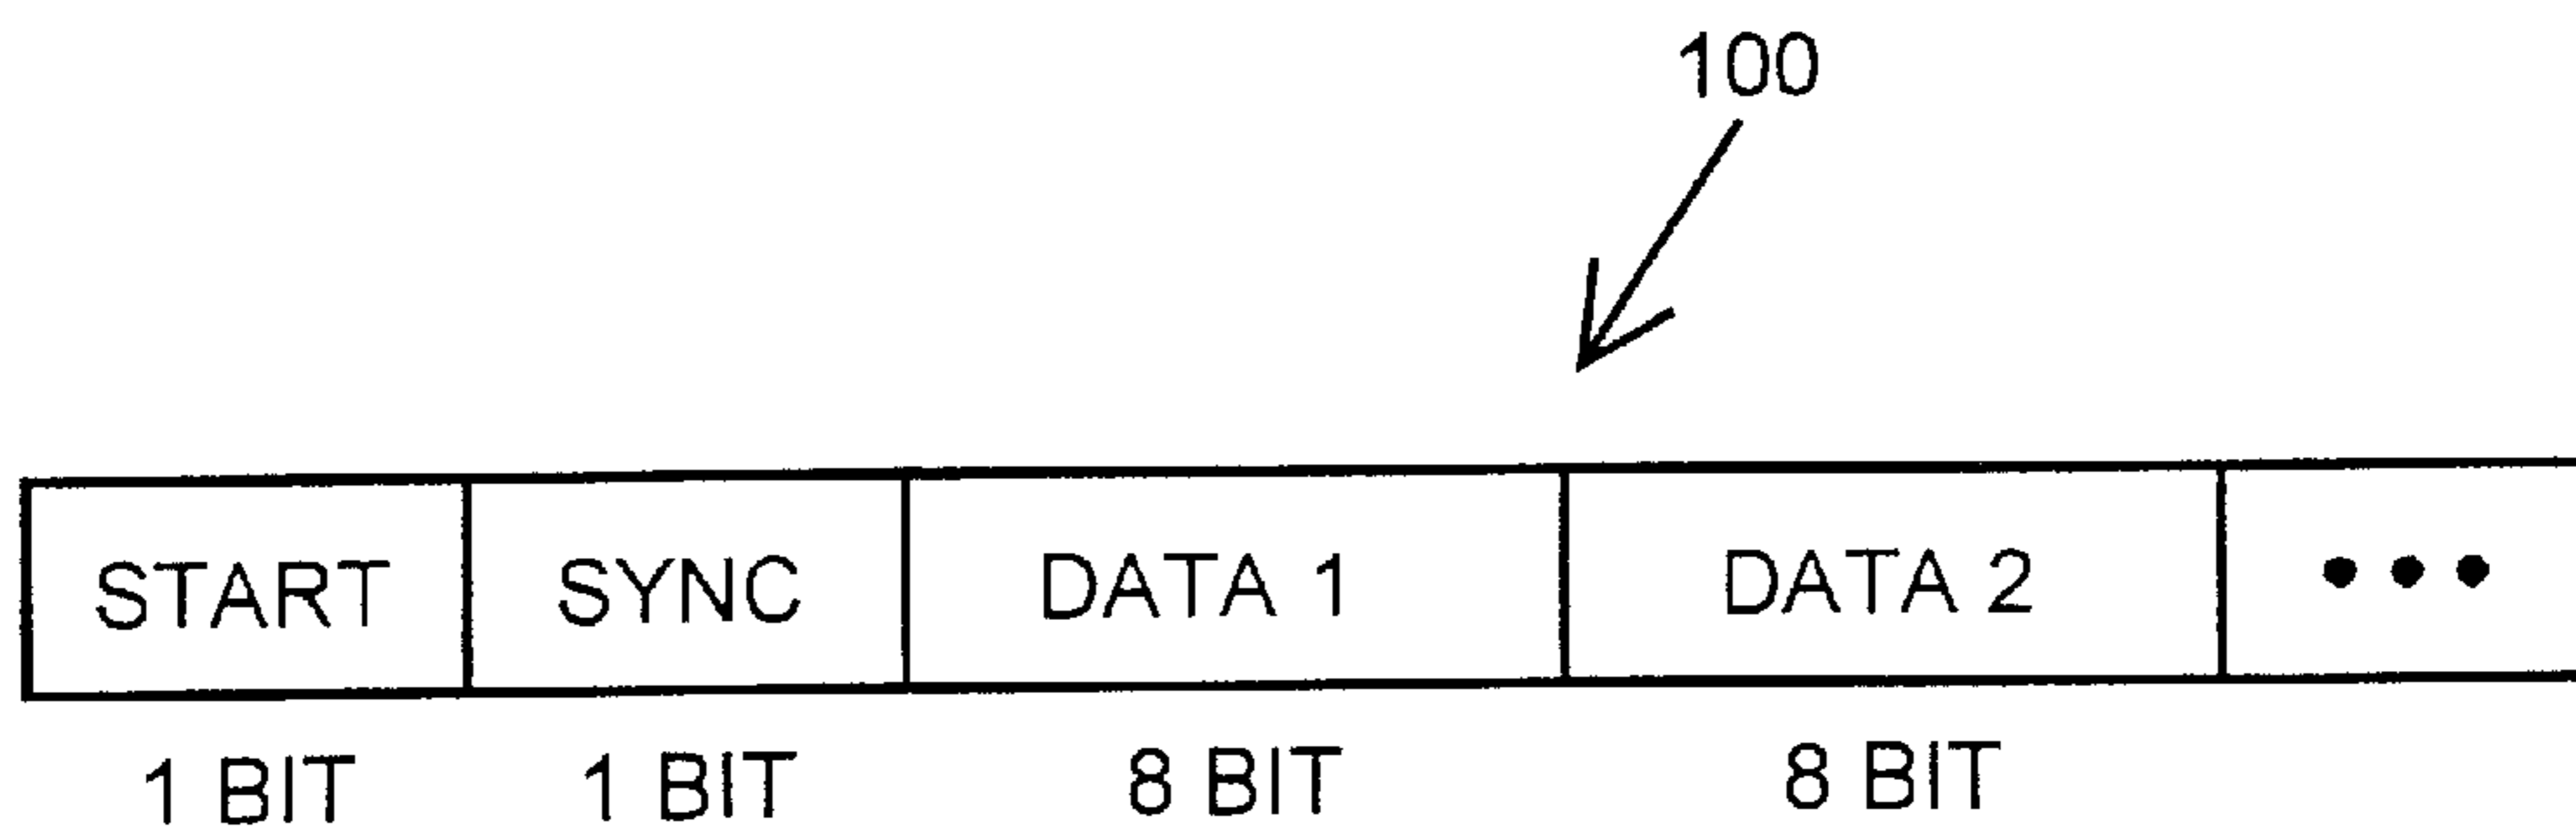 100
START SYNC DATA 1 DATA 2 •••
1 BIT 1 BIT 8 BIT 8 BIT